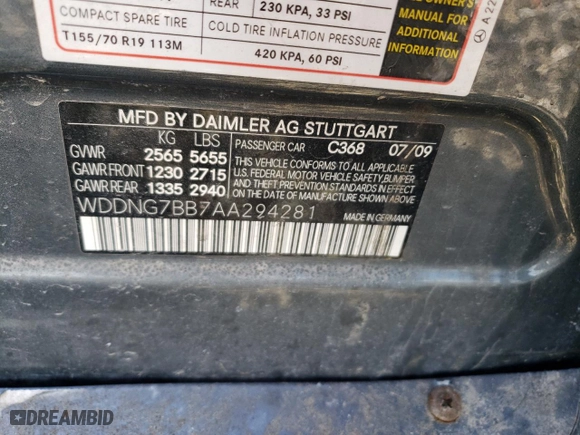 REAR 230 KPA, 33 PSI
COMPACT SPARE TIRE COLD TIRE INFLATION PRESSURE
T155/70 R19 113M 420 KPA, 60 PSI
OWNER'S
MANUAL FOR
ADDITIONAL
INFORMATION
A 22
MFD BY DAIMLER AG STUTTGART
KG LBS PASSENGER CAR C368 07/09
GVWR 2565 5655
GAWR FRONT 1230 2715
GAWR REAR 1335 2940
THIS VEHICLE CONFORMS TO ALL APPLICABLE
U.S. FEDERAL MOTOR VEHICLE SAFETY, BUMPER
AND THEFT PREVENTION STANDARDS IN EFFECT
ON THE DATE OF MANUFACTURE SHOWN ABOVE.
WDDNG7BB7AA294281 MADE IN GERMANY
DREAMBID